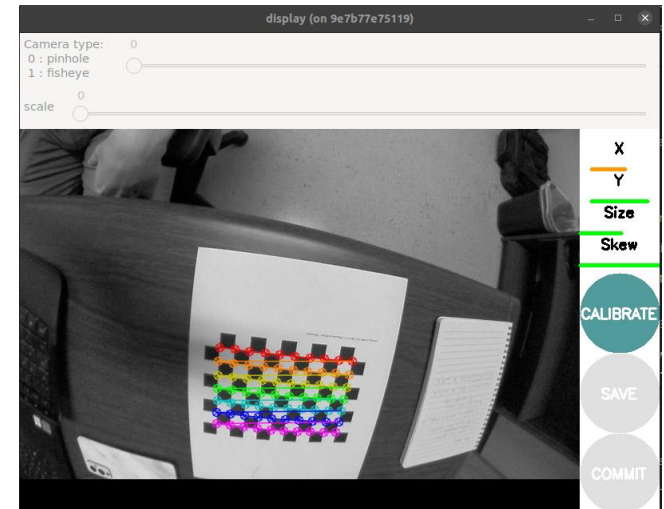 display (on 9e7b77e75119)
Camera type:
0 : pinhole
1 : fisheye
0
scale
0
X
Y
Size
Skew
CALIBRATE
SAVE
COMMIT